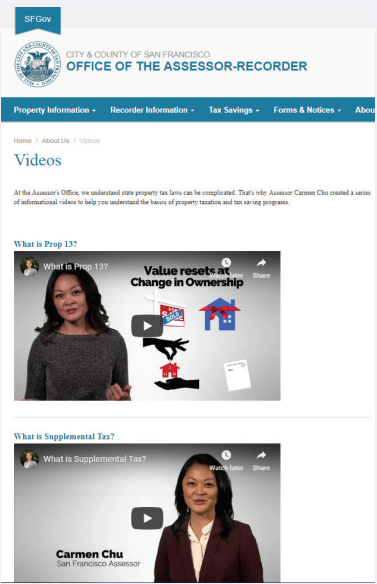 SFGov
CITY & COUNTY OF SAN FRANCISCO
OFFICE OF THE ASSESSOR-RECORDER
Property Information
Recorder Information
Tax Savings
Forms & Notices
Abou
Home / About Us / Videos
Videos
At the Assessor's Office, we understand state property tax laws can be complicated. That's why Assessor Carmen Chu created a series
of informational videos to help you understand the basics of property taxation and tax saving programs.
What is Prop 13?
What is Prop 13?
Value resets at
Change in Ownership
Watch later
Share
SOLD
What is Supplemental Tax?
What is Supplemental Tax?
Watch later
Share
Carmen Chu
San Francisco Assessor